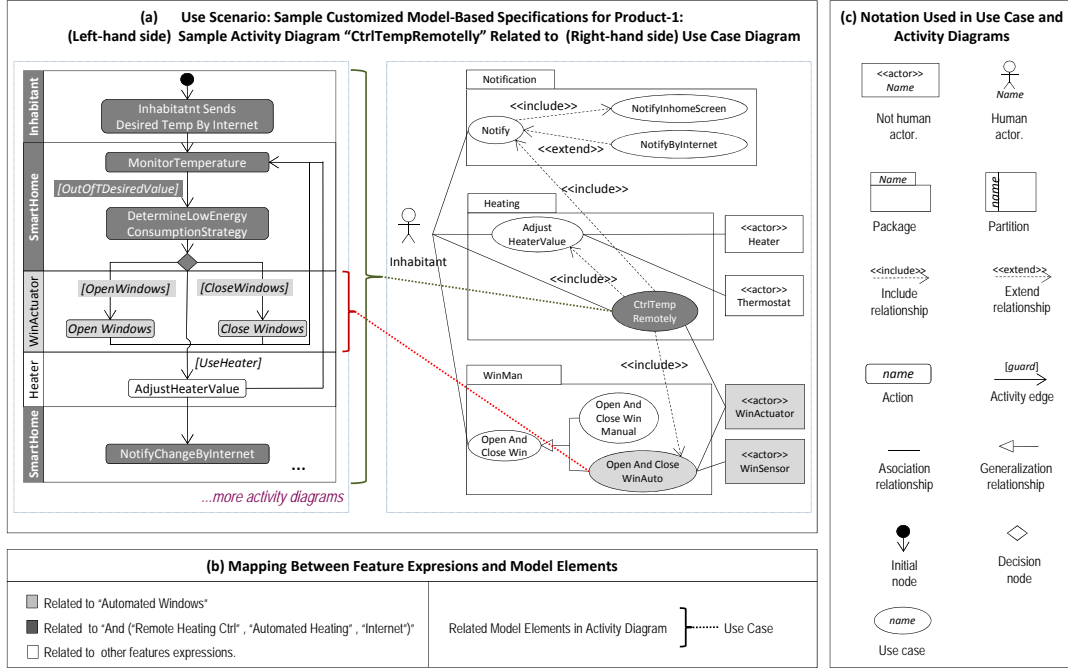 (a) Use Scenario: Sample Customized Model-Based Specifications for Product-1:
(Left-hand side) Sample Activity Diagram “CtrlTempRemotelly” Related to (Right-hand side) Use Case Diagram
Inhabitant
Inhabitatnt Sends
Desired Temp By Internet
SmartHome
MonitorTemperature
[OutOfTDesiredValue]
DetermineLowEnergy
ConsumptionStrategy
WinActuator
[OpenWindows]
[CloseWindows]
Open Windows
Close Windows
Heater
[UseHeater]
AdjustHeaterValue
SmartHome
NotifyChangeByInternet
...
...more activity diagrams
Inhabitant
Notification
<<include>>
NotifyInhomeScreen
Notify
<<extend>>
NotifyByInternet
<<include>>
Heating
Adjust
HeaterValue
<<actor>>
Heater
<<include>>
<<actor>>
Thermostat
CtrlTemp
Remotely
<<include>>
WinMan
Open And
Close Win
Manual
<<actor>>
WinActuator
Open And
Close Win
Open And Close
WinAuto
<<actor>>
WinSensor
(b) Mapping Between Feature Expresions and Model Elements
Related to “Automated Windows”
Related to “And (“Remote Heating Ctrl” , “Automated Heating” , “Internet”)”
Related to other features expressions.
Related Model Elements in Activity Diagram
Use Case
(c) Notation Used in Use Case and
Activity Diagrams
<<actor>>
Name
Name
Not human
actor.
Human
actor.
Name
name
Package
Partition
<<include>>
<<extend>>
Include
relationship
Extend
relationship
name
[guard]
Action
Activity edge
Asociation
relationship
Generalization
relationship
Initial
node
Decision
node
name
Use case